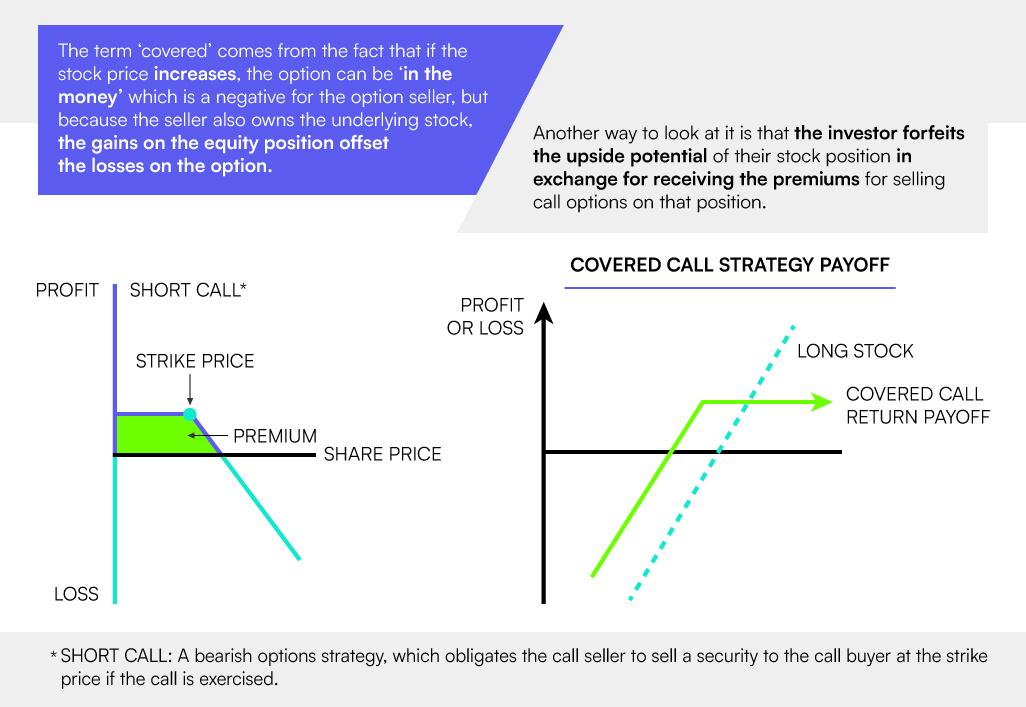 The term ‘covered’ comes from the fact that if the
stock price increases, the option can be ‘in the
money’ which is a negative for the option seller, but
because the seller also owns the underlying stock,
the gains on the equity position offset
the losses on the option.
Another way to look at it is that the investor forfeits
the upside potential of their stock position in
exchange for receiving the premiums for selling
call options on that position.
PROFIT
SHORT CALL*
STRIKE PRICE
PREMIUM
SHARE PRICE
LOSS
COVERED CALL STRATEGY PAYOFF
PROFIT
OR LOSS
LONG STOCK
COVERED CALL
RETURN PAYOFF
* SHORT CALL: A bearish options strategy, which obligates the call seller to sell a security to the call buyer at the strike
price if the call is exercised.